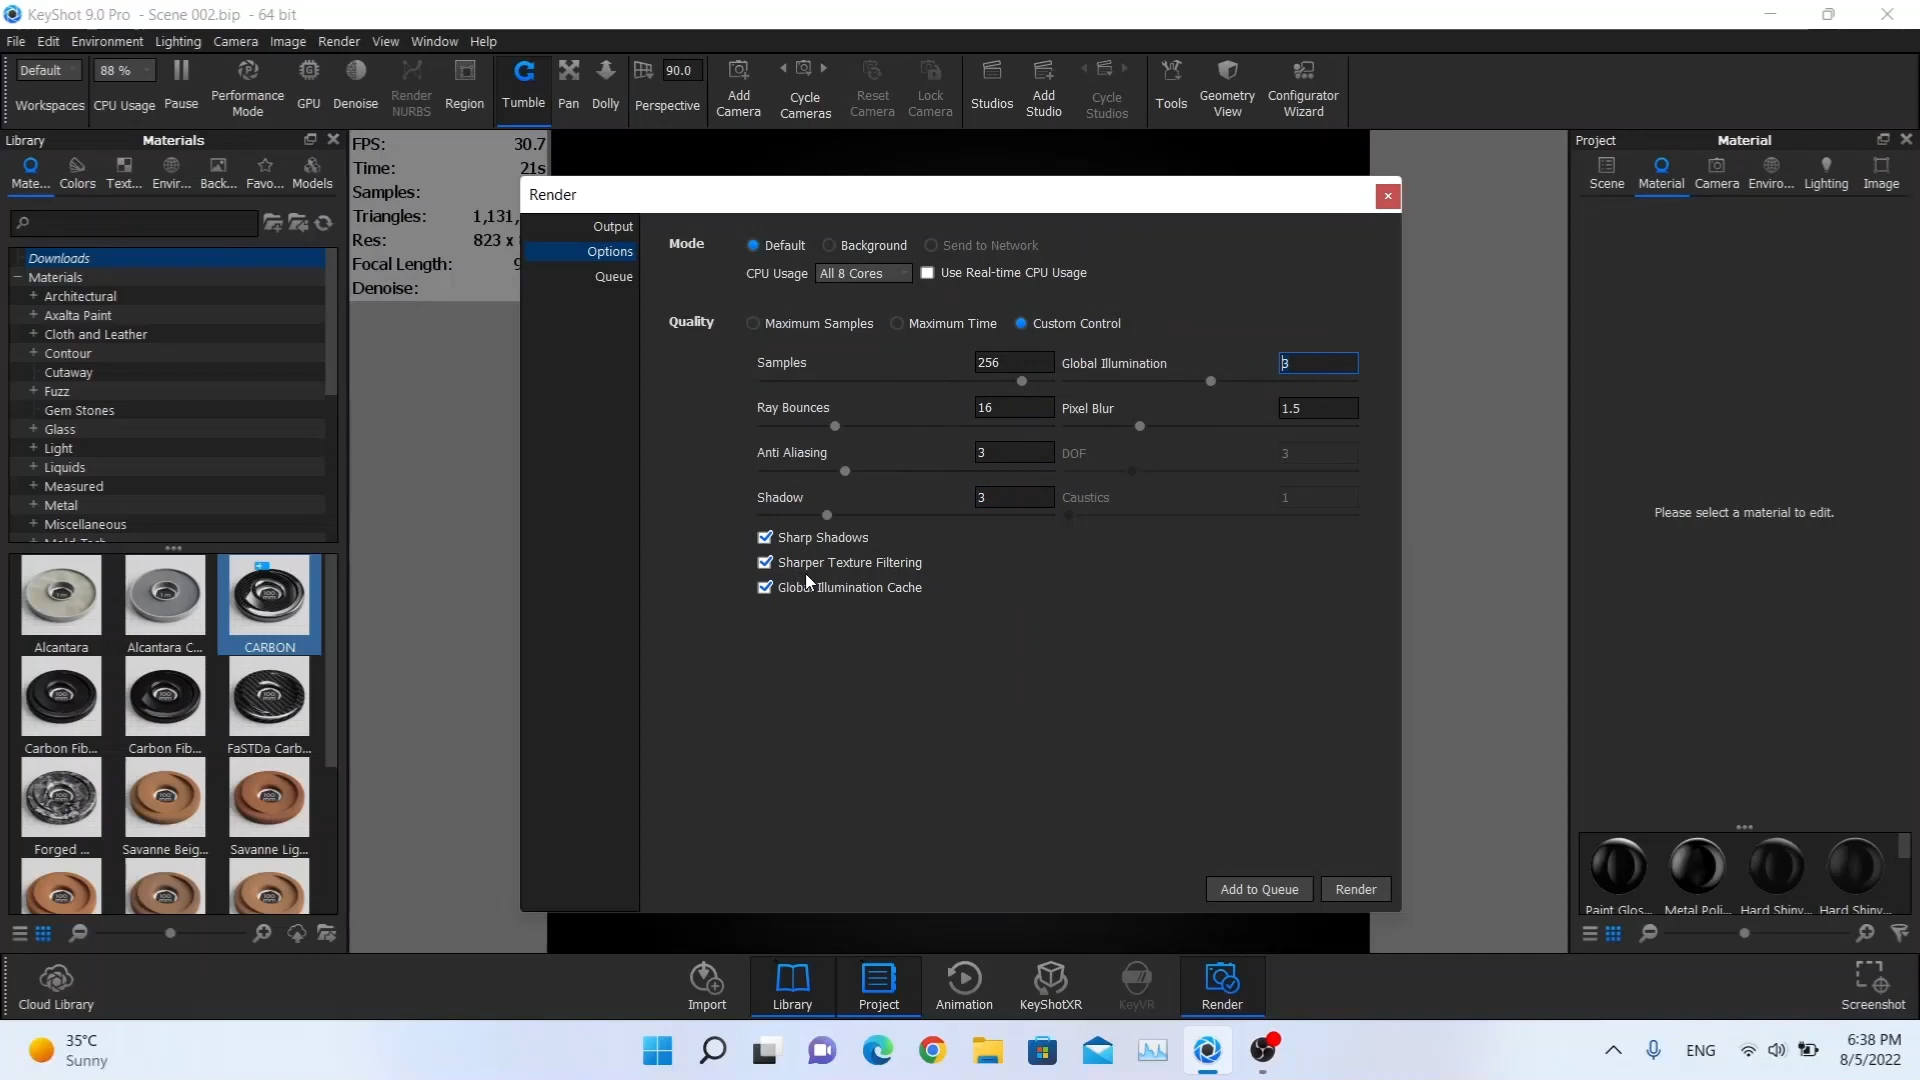 KeyShot 9.0 Pro - Scene 002.bip - 64 bit
File Edit Environment Lighting Camera Image Render View Window Help
Default 88 % 90.0
Workspaces CPU Usage Pause Performance Mode GPU Denoise Render NURBS Region Tumble Pan Dolly Perspective Add Camera Cycle Cameras Reset Camera Lock Camera Studios Add Studio Cycle Studios Tools Geometry View Configurator Wizard
Library Materials
Mate... Colors Text... Envir... Back... Favo... Models
Downloads
Materials
Architectural
Axalta Paint
Cloth and Leather
Contour
Cutaway
Fuzz
Gem Stones
Glass
Light
Liquids
Measured
Metal
Miscellaneous
Alcantara Alcantara C... CARBON
Carbon Fib... Carbon Fib... FaSTDa Carb...
Forged ... Savanne Beig... Savanne Lig...
FPS: 30.7
Time: 21s
Samples:
Triangles: 1,131,
Res: 823 x
Focal Length: 9
Denoise:
Render
Output
Options
Queue
Mode Default Background Send to Network
CPU Usage All 8 Cores Use Real-time CPU Usage
Quality Maximum Samples Maximum Time Custom Control
Samples 256 Global Illumination 3
Ray Bounces 16 Pixel Blur 1.5
Anti Aliasing 3 DOF 3
Shadow 3 Caustics 1
Sharp Shadows
Sharper Texture Filtering
Global Illumination Cache
Add to Queue Render
Project Material
Scene Material Camera Enviro... Lighting Image
Please select a material to edit.
Paint Glos... Metal Poli... Hard Shiny... Hard Shiny...
Cloud Library Import Library Project Animation KeyShotXR KeyVR Render Screenshot
35°C
Sunny
ENG
6:38 PM
8/5/2022